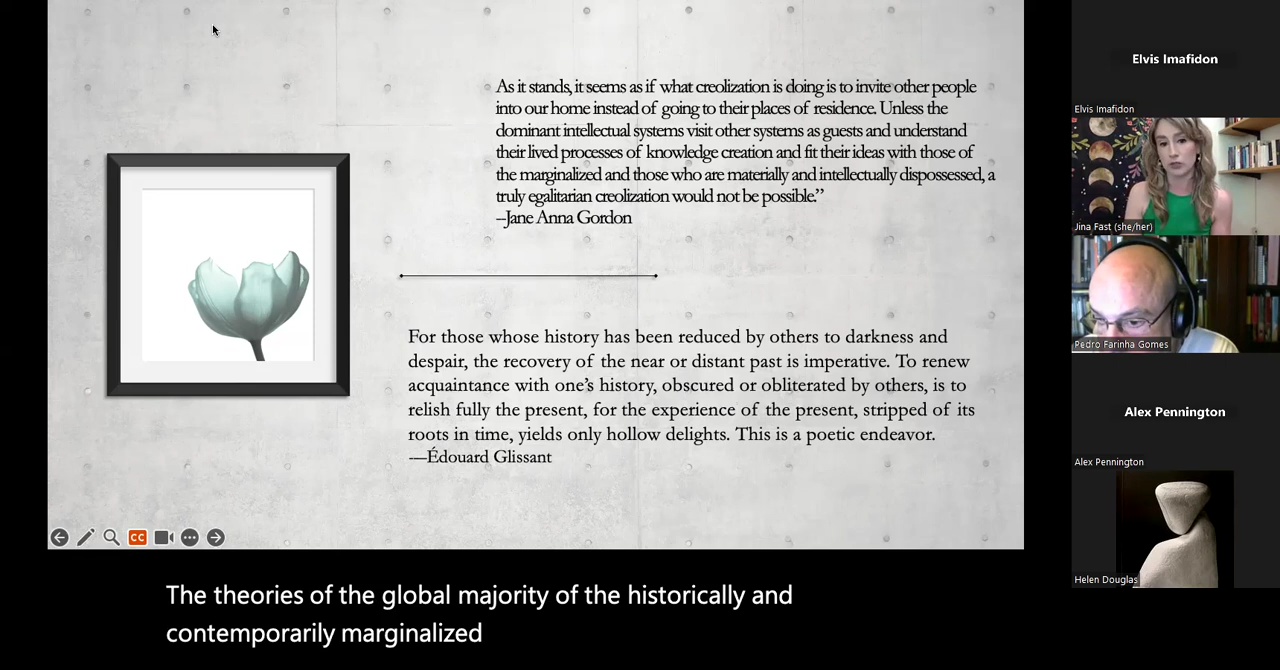 As it stands, it seems as if what creolization is doing is to invite other people
into our home instead of going to their places of residence. Unless the
dominant intellectual systems visit other systems as guests and understand
their lived processes of knowledge creation and fit their ideas with those of
the marginalized and those who are materially and intellectually dispossessed, a
truly egalitarian creolization would not be possible.”
–Jane Anna Gordon
For those whose history has been reduced by others to darkness and
despair, the recovery of the near or distant past is imperative. To renew
acquaintance with one’s history, obscured or obliterated by others, is to
relish fully the present, for the experience of the present, stripped of its
roots in time, yields only hollow delights. This is a poetic endeavor.
-—Édouard Glissant
CC
The theories of the global majority of the historically and
contemporarily marginalized
Elvis Imafidon
Elvis Imafidon
Jina Fast (she/her)
Pedro Farinha Gomes
Alex Pennington
Alex Pennington
Helen Douglas